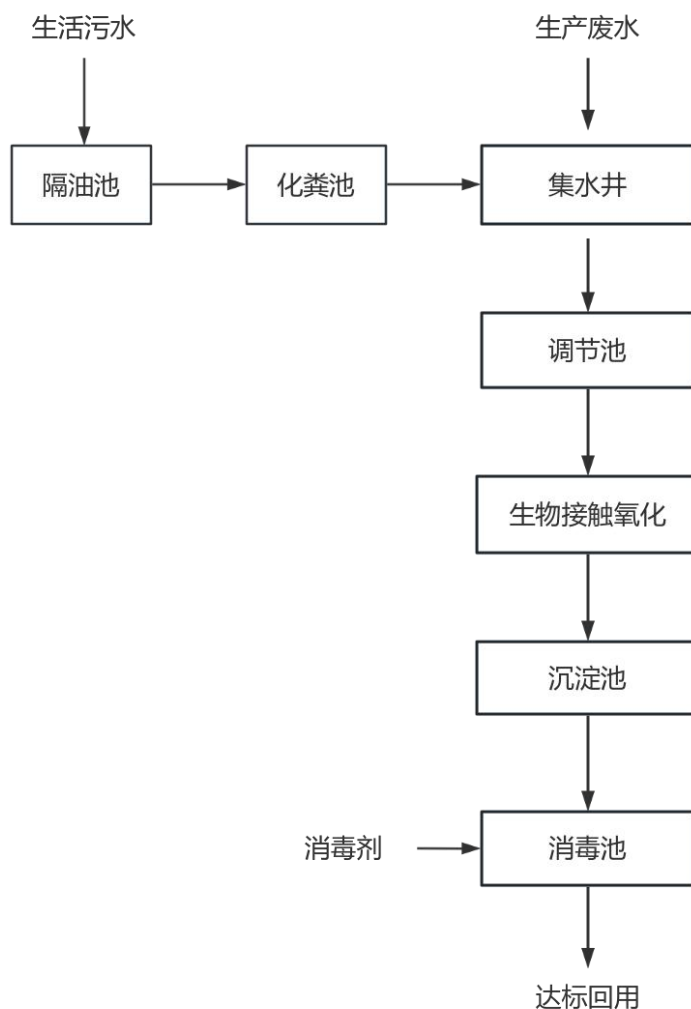 生活污水
生产废水
隔油池
化粪池
集水井
调节池
生物接触氧化
沉淀池
消毒剂
消毒池
达标回用